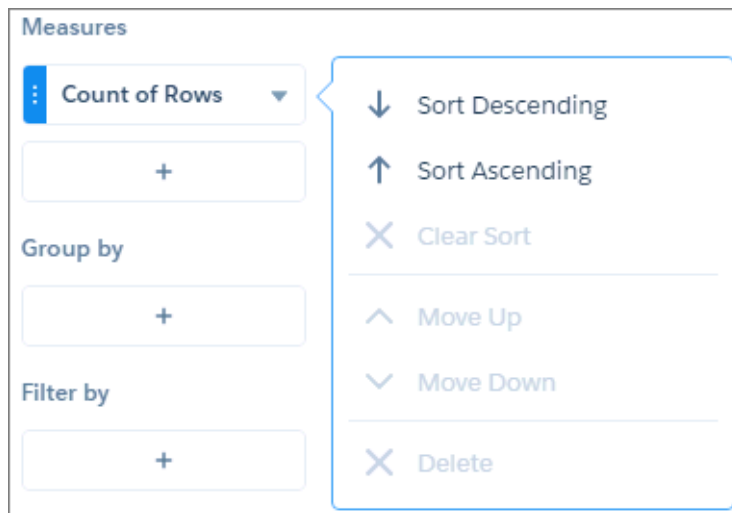 Measures
Count of Rows
+
Group by
+
Filter by
+
Sort Descending
Sort Ascending
Clear Sort
Move Up
Move Down
Delete